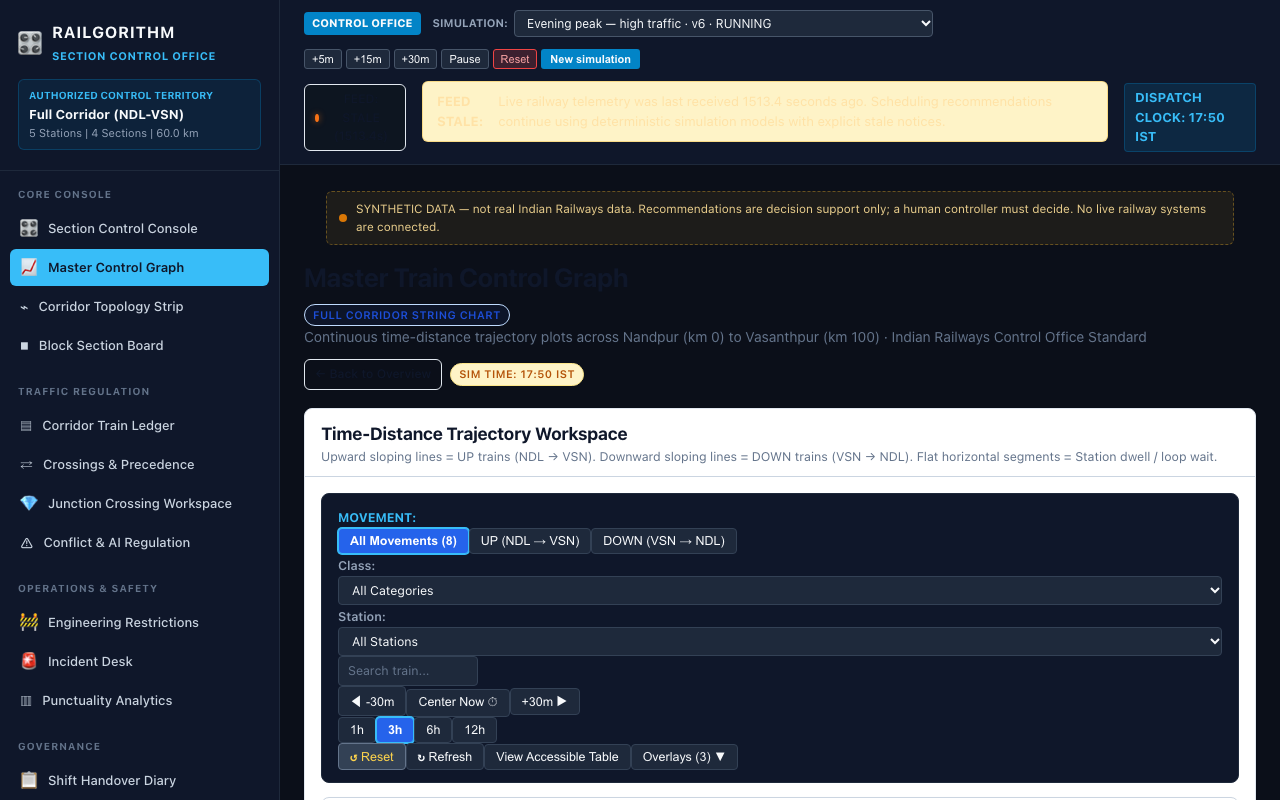 RAILGORITHM
SECTION CONTROL OFFICE
AUTHORIZED CONTROL TERRITORY
Full Corridor (NDL-VSN)
5 Stations | 4 Sections | 60.0 km
CORE CONSOLE
Section Control Console
Master Control Graph
Corridor Topology Strip
Block Section Board
TRAFFIC REGULATION
Corridor Train Ledger
Crossings & Precedence
Junction Crossing Workspace
Conflict & AI Regulation
OPERATIONS & SAFETY
Engineering Restrictions
Incident Desk
Punctuality Analytics
GOVERNANCE
Shift Handover Diary
CONTROL OFFICE
SIMULATION:
Evening peak — high traffic · v6 · RUNNING
+5m
+15m
+30m
Pause
Reset
New simulation
FEED STALE:
Live railway telemetry was last received 1513.4 seconds ago. Scheduling recommendations
continue using deterministic simulation models with explicit stale notices.
DISPATCH
CLOCK: 17:50
IST
SYNTHETIC DATA — not real Indian Railways data. Recommendations are decision support only; a human controller must decide. No live railway systems
are connected.
Master Train Control Graph
FULL CORRIDOR STRING CHART
Continuous time-distance trajectory plots across Nandpur (km 0) to Vasanthpur (km 100) · Indian Railways Control Office Standard
← Back to Overview
SIM TIME: 17:50 IST
Time-Distance Trajectory Workspace
Upward sloping lines = UP trains (NDL → VSN). Downward sloping lines = DOWN trains (VSN → NDL). Flat horizontal segments = Station dwell / loop wait.
MOVEMENT:
All Movements (8)
UP (NDL → VSN)
DOWN (VSN → NDL)
Class:
All Categories
Station:
All Stations
Search train...
◀ -30m
Center Now ⏱
+30m ▶
1h
3h
6h
12h
↺ Reset
↻ Refresh
View Accessible Table
Overlays (3) ▼